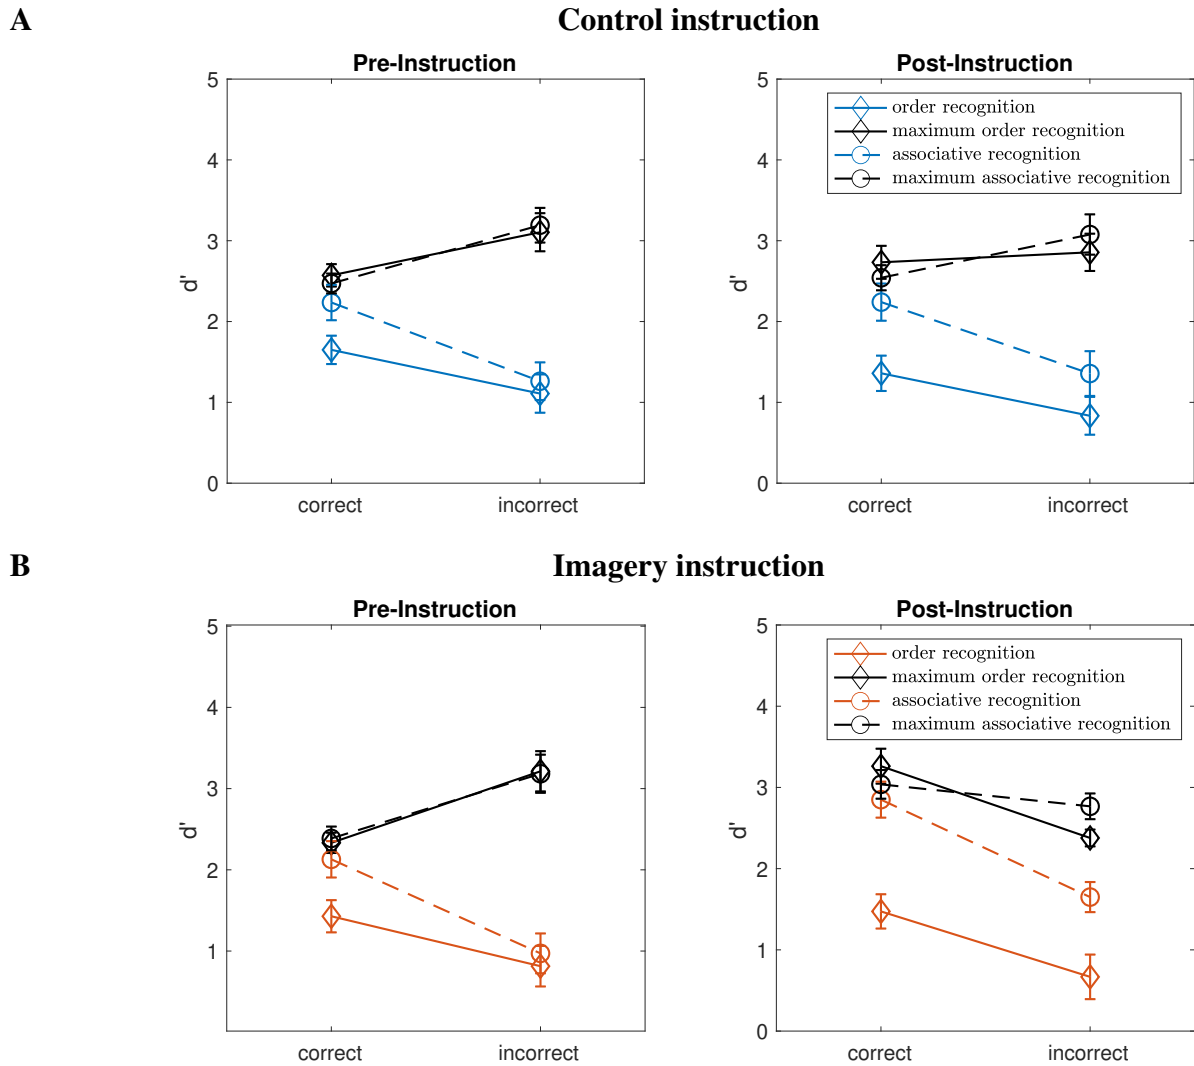 A
Control instruction
Pre-Instruction
5
4
3
2
1
0
d'
correct incorrect
Post-Instruction
5
4
3
2
1
0
d'
order recognition
maximum order recognition
associative recognition
maximum associative recognition
correct incorrect
B
Imagery instruction
Pre-Instruction
5
4
3
2
1
d'
correct incorrect
Post-Instruction
5
4
3
2
1
0
d'
order recognition
maximum order recognition
associative recognition
maximum associative recognition
correct incorrect